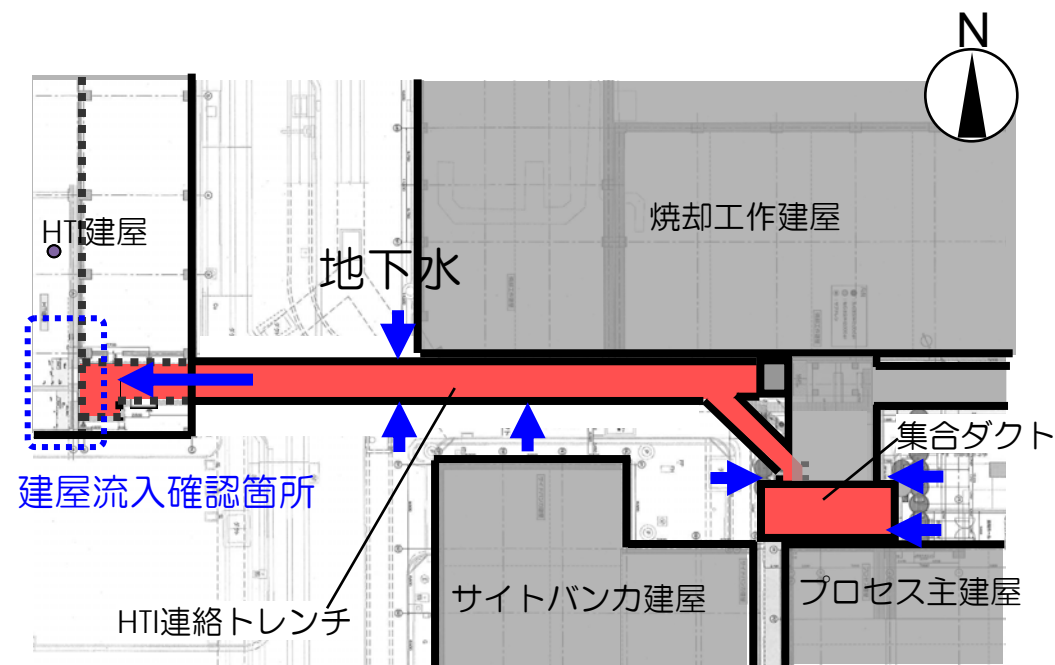 N
HTI建屋
焼却工作建屋
地下水
集合ダクト
建屋流入確認箇所
サイトバンカ建屋
プロセス主建屋
HTI連絡トレンチ